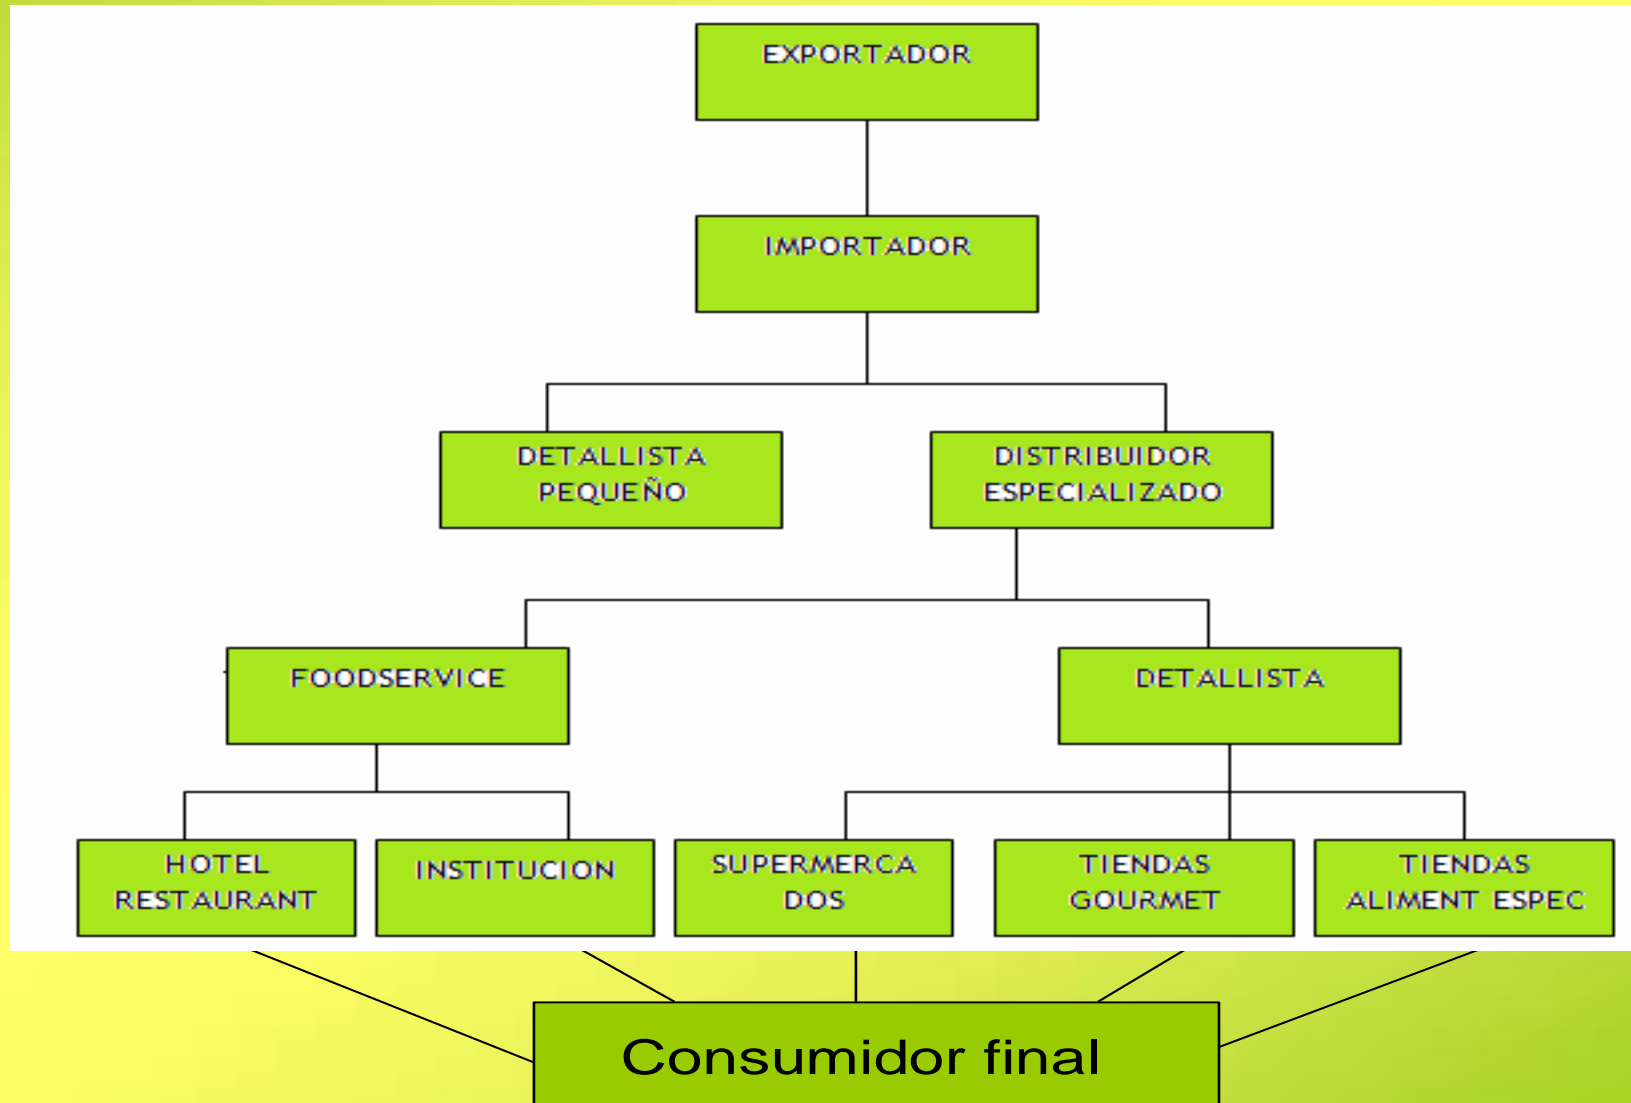 EXPORTADOR
IMPORTADOR
DETALLISTA
PEQUEÑO
DISTRIBUIDOR
ESPECIALIZADO
FOODSERVICE
DETALLISTA
HOTEL
RESTAURANT
INSTITUCION
SUPERMERCA
DOS
TIENDAS
GOURMET
TIENDAS
ALIMENT ESPEC
Consumidor final